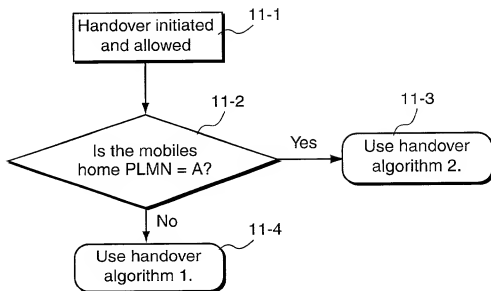 Handover initiated
and allowed
11-1
11-2
Is the mobiles
home PLMN = A?
Yes
11-3
Use handover
algorithm 2.
No
11-4
Use handover
algorithm 1.